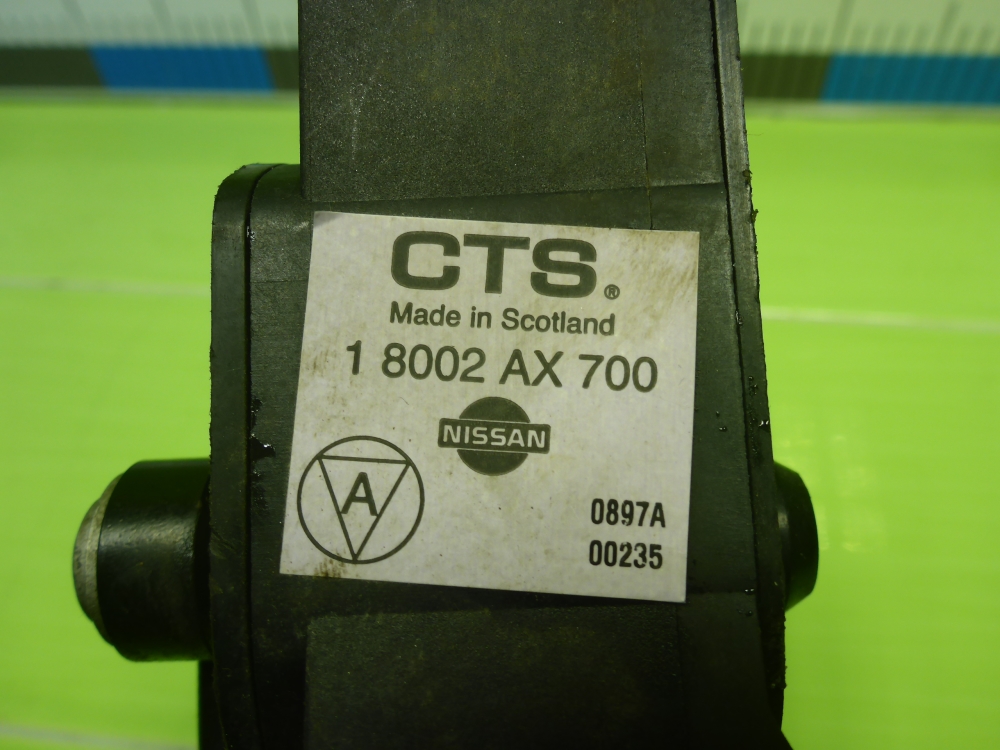 CTS®
Made in Scotland
1 8002 AX 700
NISSAN
A
0897A
00235